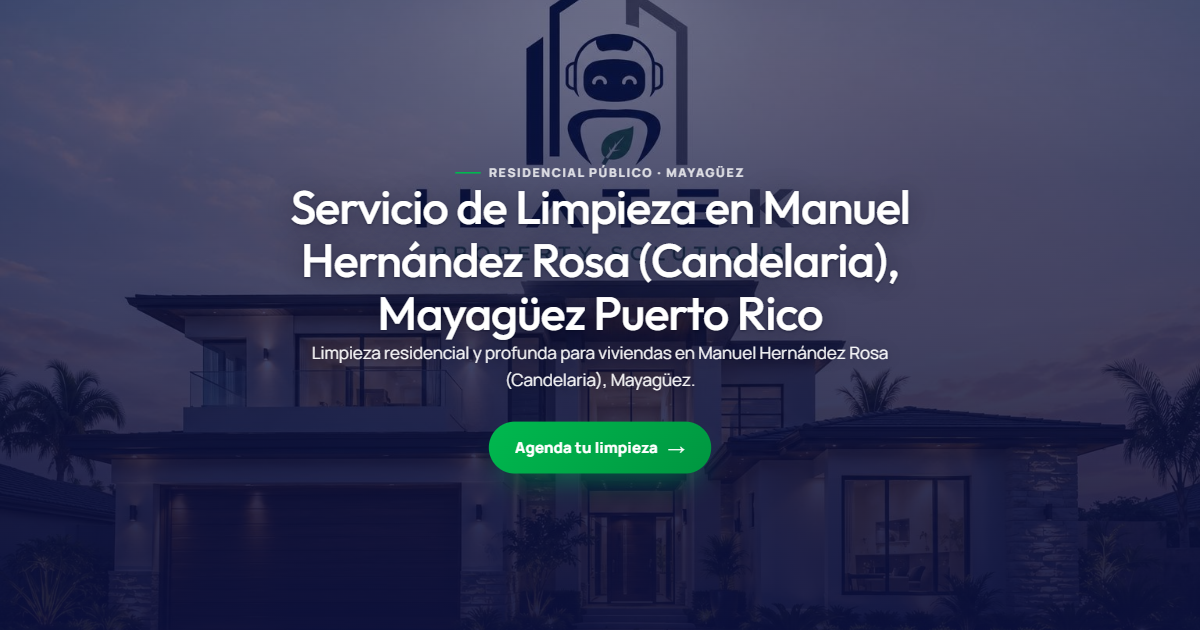 RESIDENCIAL PÚBLICO · MAYAGÜEZ
Servicio de Limpieza en Manuel
Hernández Rosa (Candelaria),
Mayagüez Puerto Rico
Limpieza residencial y profunda para viviendas en Manuel Hernández Rosa
(Candelaria), Mayagüez.
Agenda tu limpieza →